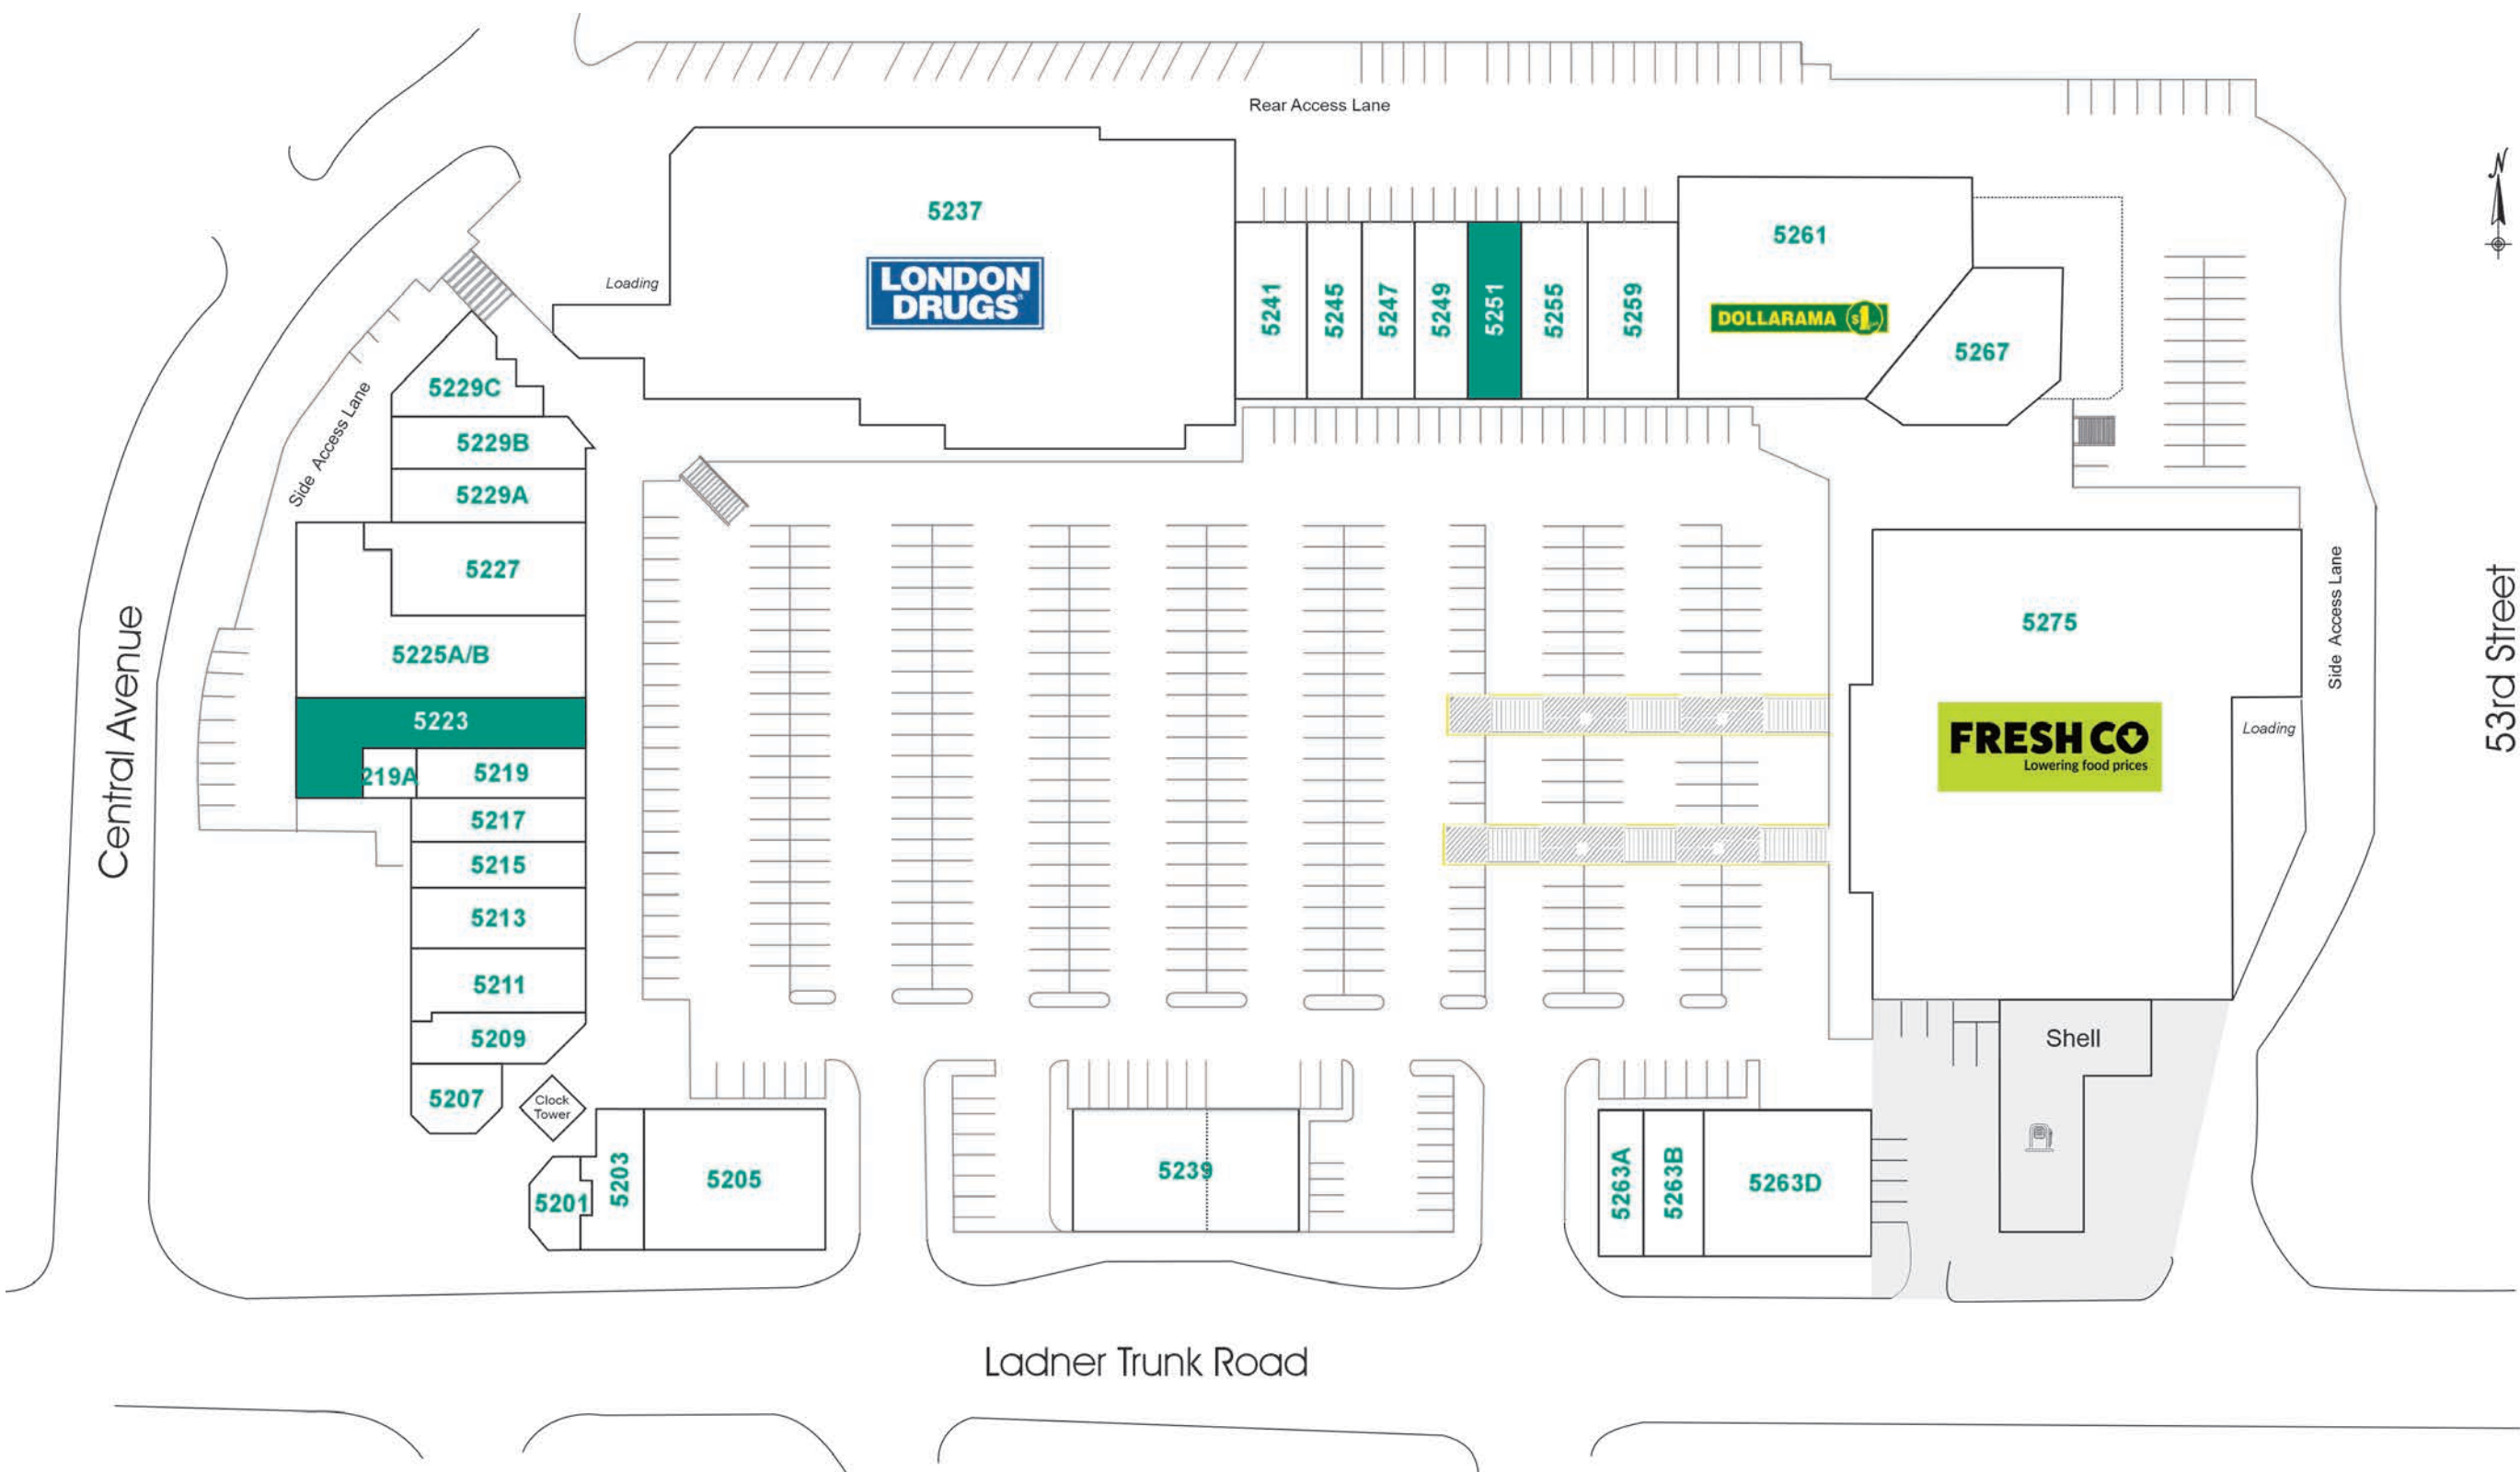 Rear Access Lane
N
5237
LONDON
DRUGS
Loading
5241
5245
5247
5249
5251
5255
5259
5261
DOLLARAMA $1
5267
5229C
5229B
5229A
Side Access Lane
5227
5225A/B
5223
219A
5219
5217
5215
5213
5211
5209
5207
Clock
Tower
5201
5203
5205
5239
5263A
5263B
5263D
5275
FRESHCO
Lowering food prices
Loading
Side Access Lane
Shell
Central Avenue
53rd Street
Ladner Trunk Road